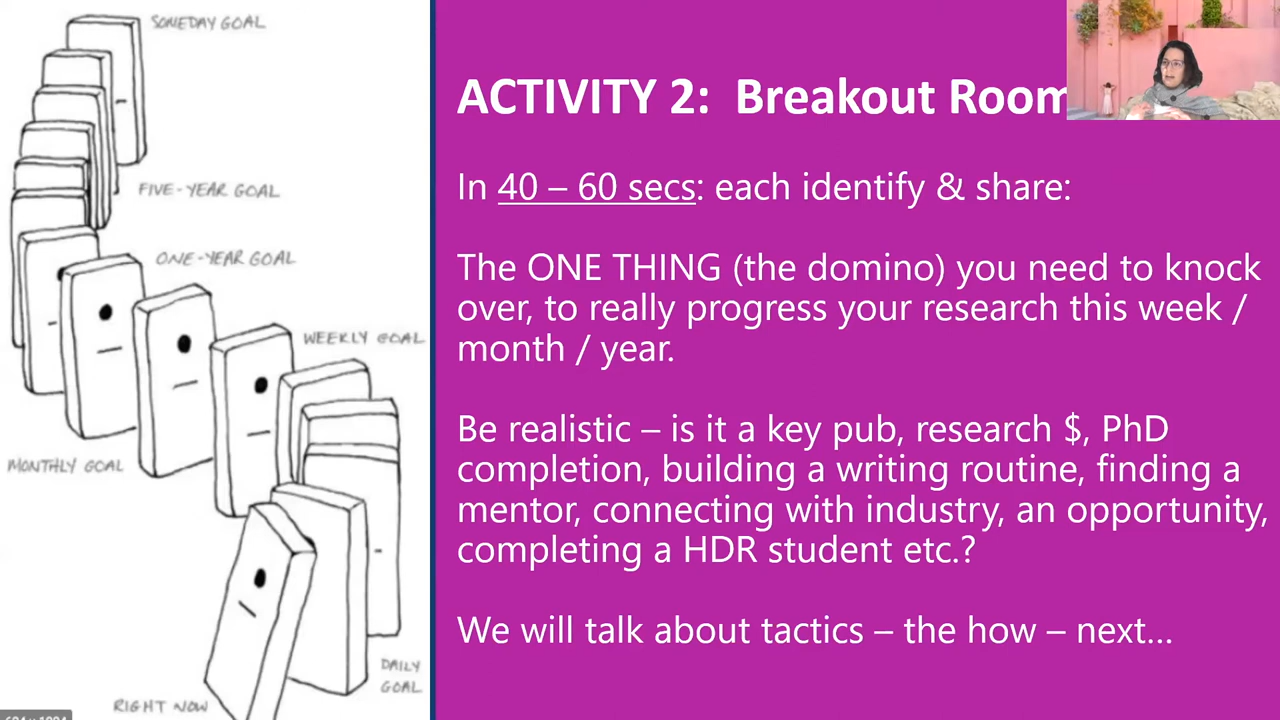 SOMEDAY GOAL
FIVE-YEAR GOAL
ONE-YEAR GOAL
WEEKLY GOAL
MONTHLY GOAL
DAILY
GOAL
RIGHT NOW
ACTIVITY 2: Breakout Room
In 40 – 60 secs: each identify & share:
The ONE THING (the domino) you need to knock
over, to really progress your research this week /
month / year.
Be realistic – is it a key pub, research $, PhD
completion, building a writing routine, finding a
mentor, connecting with industry, an opportunity,
completing a HDR student etc.?
We will talk about tactics – the how – next...